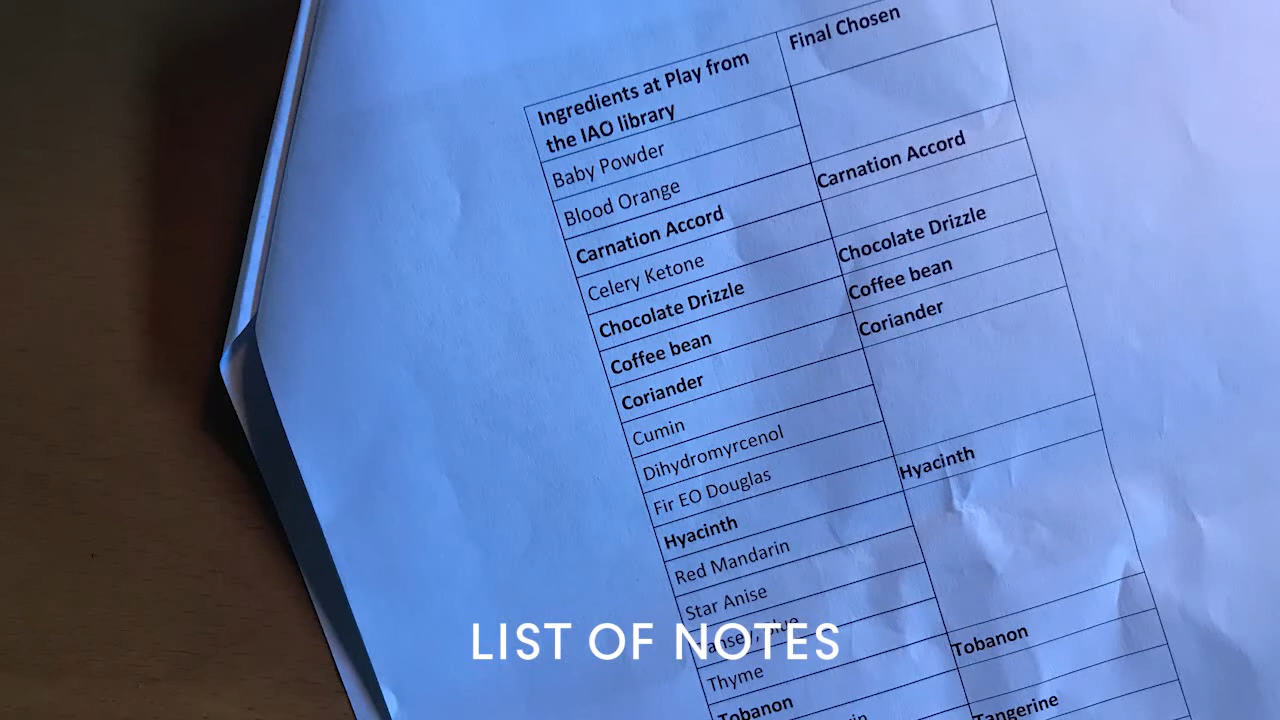 Ingredients at Play from
the IAO library
Final Chosen
Baby Powder
Blood Orange
Carnation Accord
Carnation Accord
Celery Ketone
Chocolate Drizzle
Chocolate Drizzle
Coffee bean
Coffee bean
Coriander
Coriander
Cumin
Dihydromyrcenol
Fir EO Douglas
Hyacinth
Hyacinth
Red Mandarin
Star Anise
Thyme
Tobanon
Tobanon
Tangerine
LIST OF NOTES